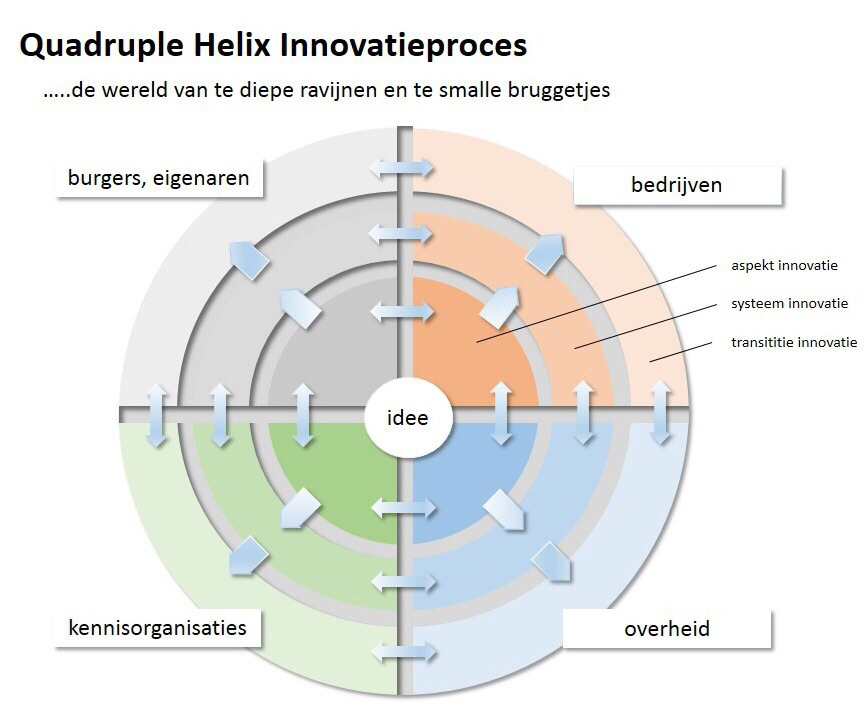 Quadruple Helix Innovatieproces
…..de wereld van te diepe ravijnen en te smalle bruggetjes
burgers, eigenaren
bedrijven
aspekt innovatie
systeem innovatie
transititie innovatie
idee
kennisorganisaties
overheid